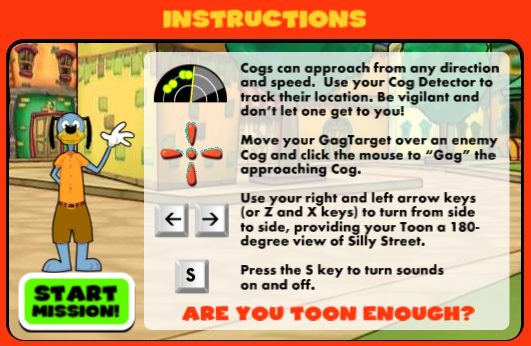 INSTRUCTIONS
Cogs can approach from any direction
and speed. Use your Cog Detector to
track their location. Be vigilant and
don't let one get to you!
Move your GagTarget over an enemy
Cog and click the mouse to "Gag" the
approaching Cog.
Use your right and left arrow keys
(or Z and X keys) to turn from side
to side, providing your Toon a 180-
degree view of Silly Street.
S
Press the S key to turn sounds
on and off.
START
MISSION!
ARE YOU TOON ENOUGH?